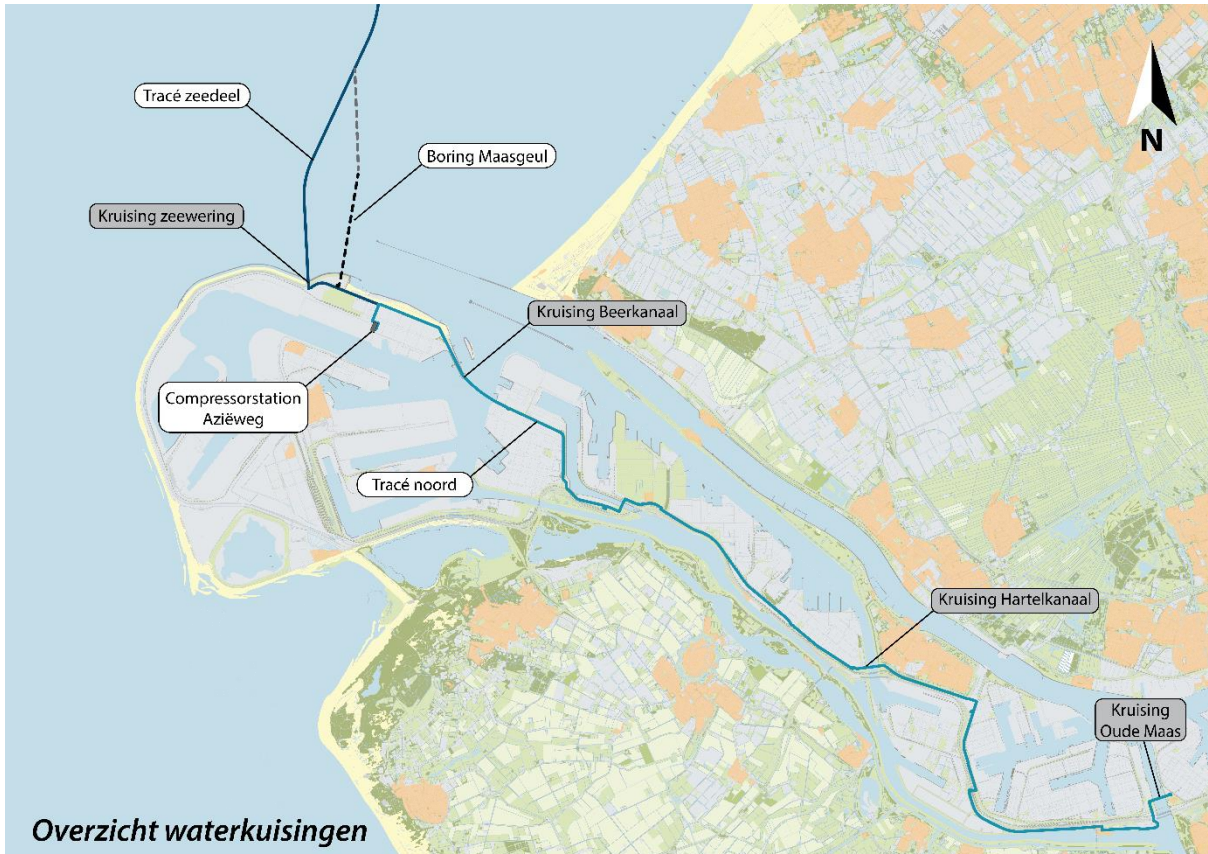 Tracé zeedeel
N
Boring Maasgeul
Kruising zeewering
Kruising Beerkanaal
Compressorstation
Aziëweg
Tracé noord
Kruising Hartelkanaal
Kruising
Oude Maas
Overzicht waterkuisingen